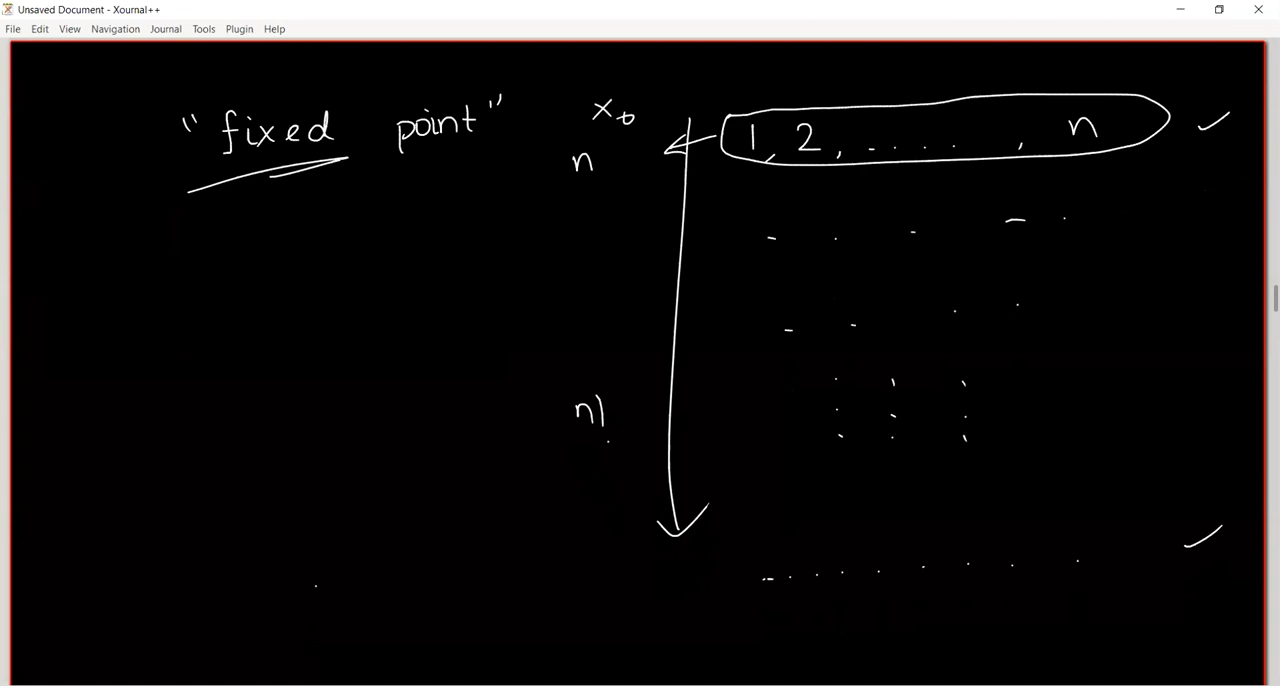 Unsaved Document - Xournal++
File Edit View Navigation Journal Tools Plugin Help
"fixed point"
x₀
n
1, 2, ....., n
n!